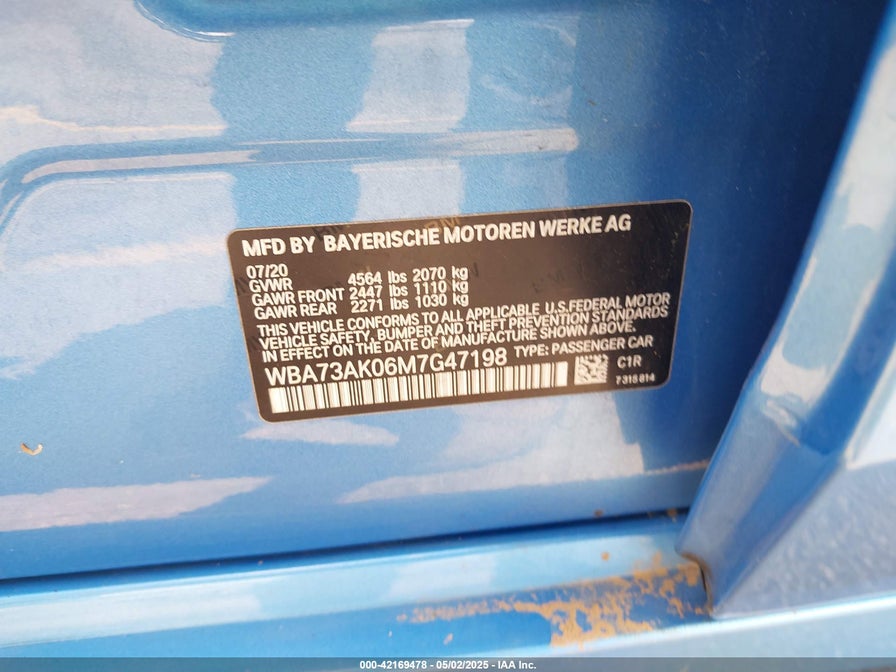 MFD BY BAYERISCHE MOTOREN WERKE AG
07/20
GVWR 4564 lbs 2070 kg
GAWR FRONT 2447 lbs 1110 kg
GAWR REAR 2271 lbs 1030 kg
THIS VEHICLE CONFORMS TO ALL APPLICABLE U.S.FEDERAL MOTOR
VEHICLE SAFETY, BUMPER AND THEFT PREVENTION STANDARDS
IN EFFECT ON THE DATE OF MANUFACTURE SHOWN ABOVE.
WBA73AK06M7G47198 TYPE: PASSENGER CAR
C1R
7318814
000-42169478 - 05/02/2025 - IAA Inc.